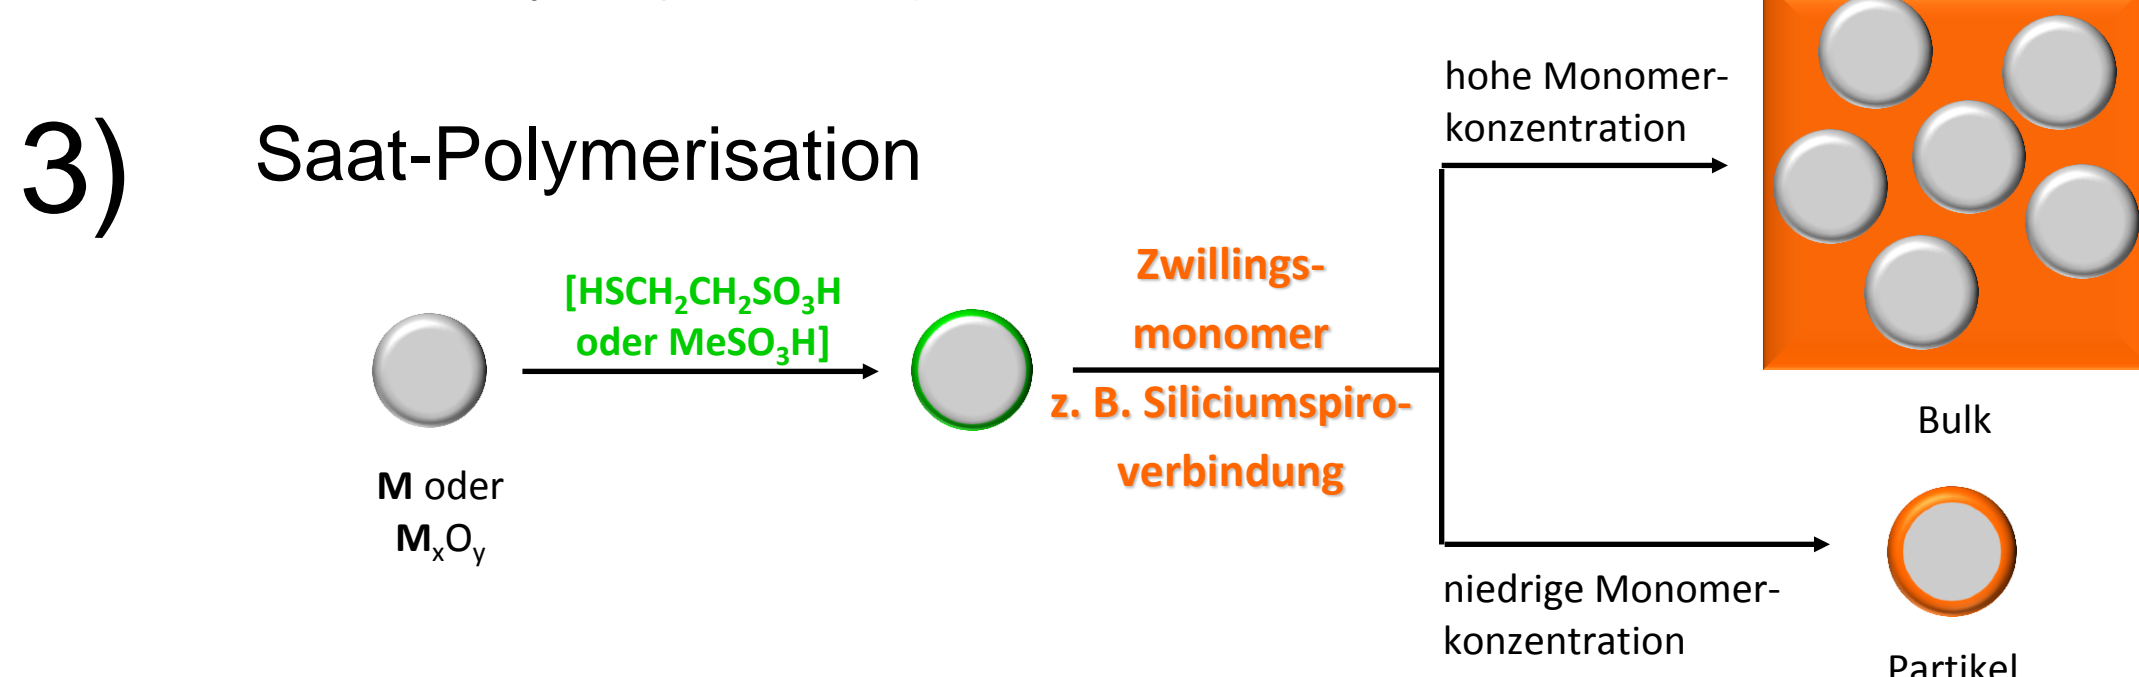 3) Saat-Polymerisation
hohe Monomer-
konzentration
[HSCH₂CH₂SO₃H
oder MeSO₃H]
Zwillings-
monomer
z. B. Siliciumspiro-
verbindung
M oder
MₓOᵧ
Bulk
niedrige Monomer-
konzentration
Partikel